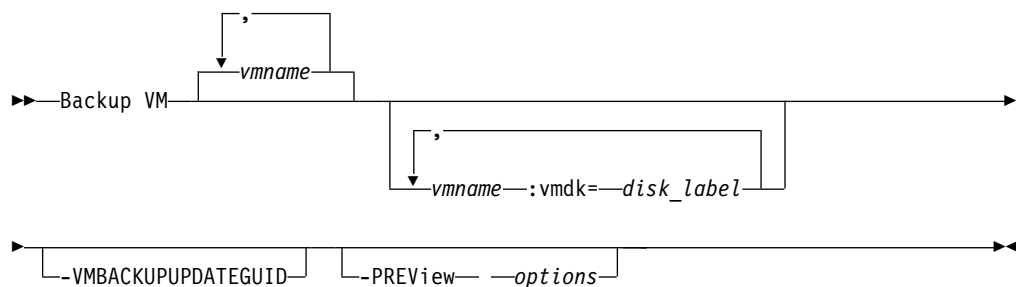 ,
vmname
Backup VM
,
vmname :vmdk= disk_label
-VMBACKUPUPDATEGUID -PREView options